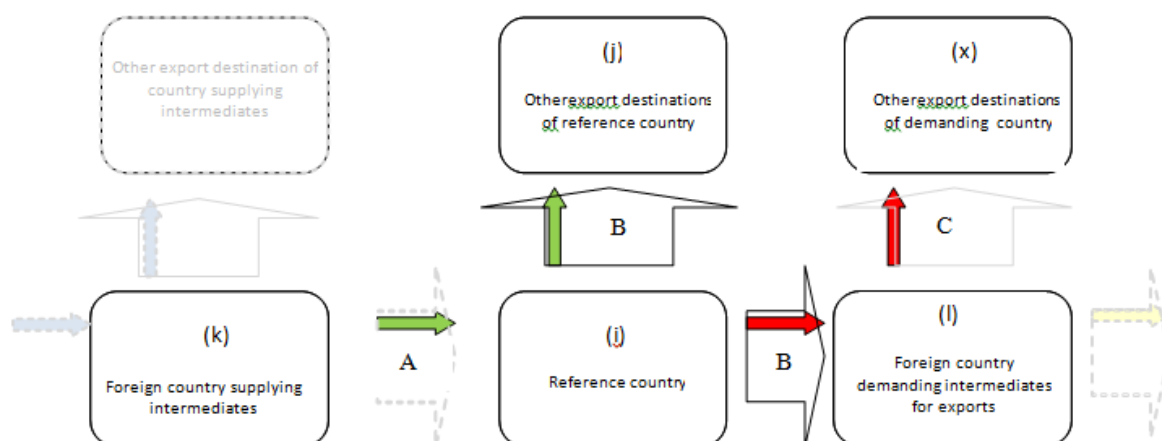 Other export destination of
country supplying
intermediates
(j)
Otherexport destinations
of reference country
(x)
Otherexport destinations
of demanding country
B
C
(k)
Foreign country supplying
intermediates
A
(i)
Reference country
B
(l)
Foreign country
demanding intermediates
for exports